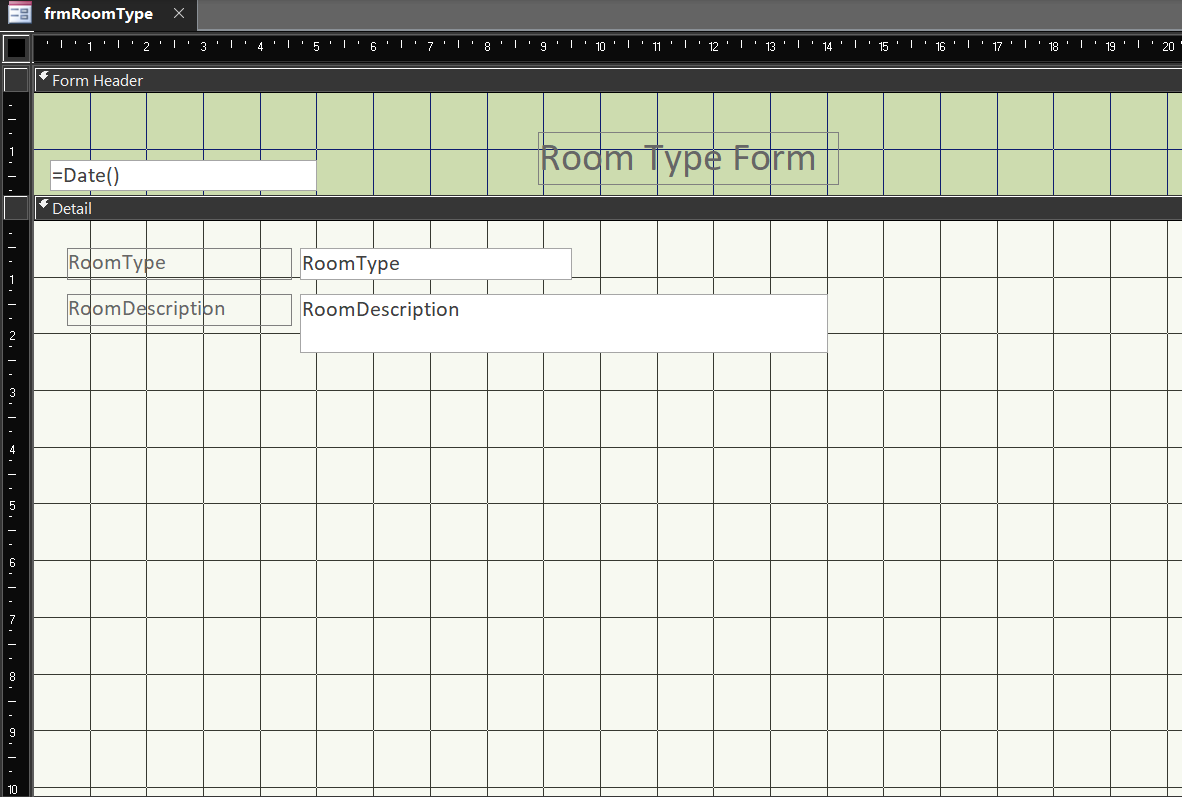 frmRoomType
1 2 3 4 5 6 7 8 9 10 11 12 13 14 15 16 17 18 19 20
Form Header
1
Room Type Form
=Date()
Detail
RoomType RoomType
1
RoomDescription RoomDescription
2
3
4
5
6
7
8
9
10